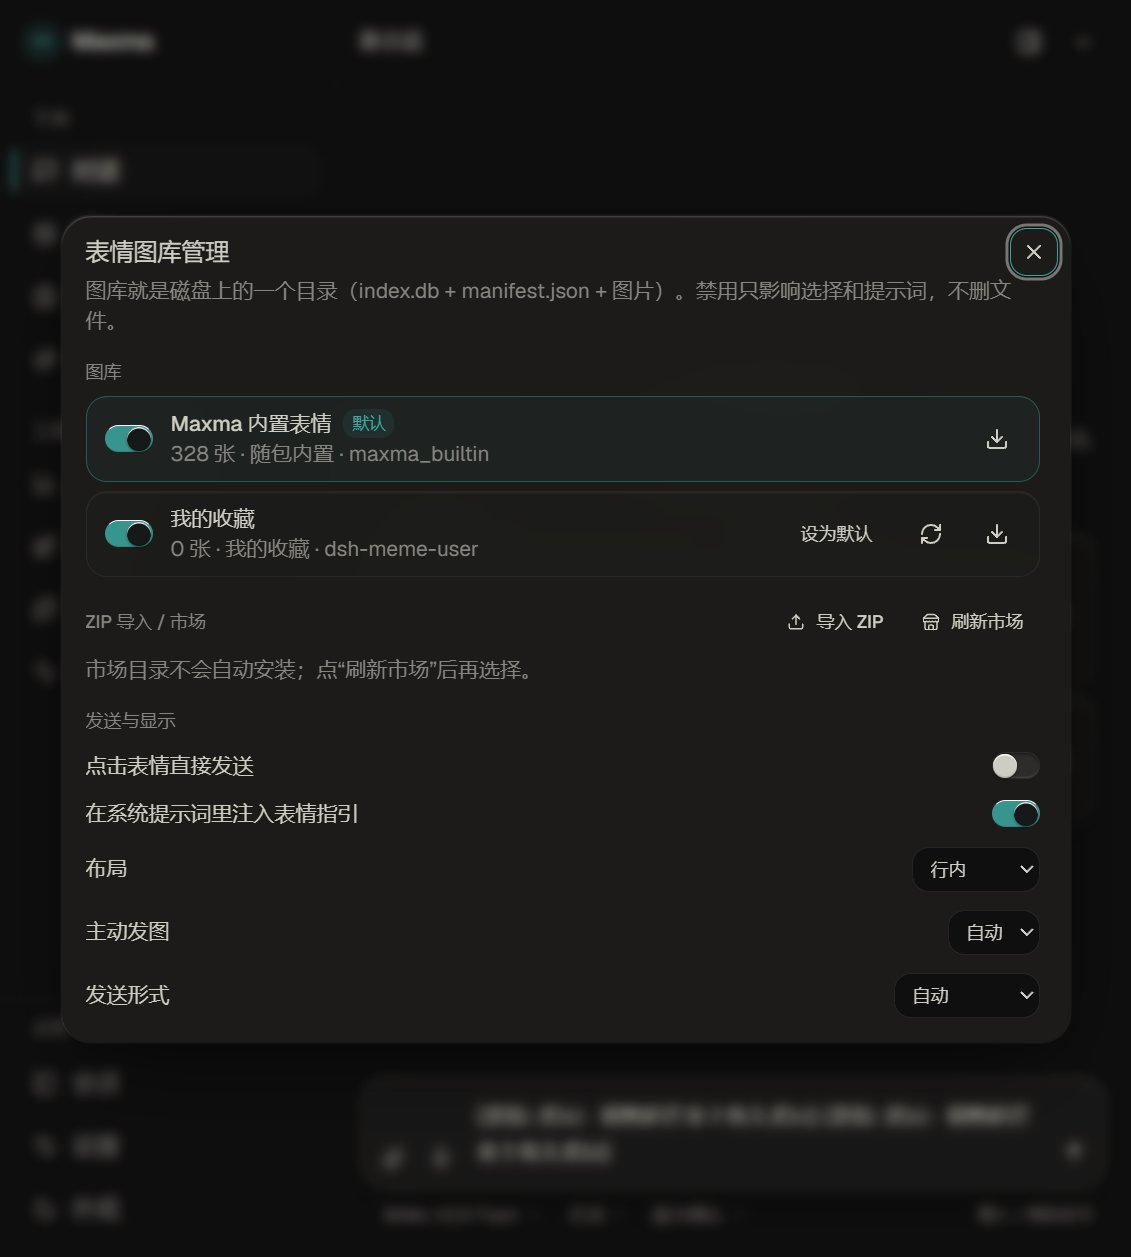 Maxma
表情图库管理
图库就是磁盘上的一个目录（index.db + manifest.json + 图片）。禁用只影响选择和提示词，不删文
件。
图库
Maxma 内置表情 默认
328 张 · 随包内置 · maxma_builtin
我的收藏
0 张 · 我的收藏 · dsh-meme-user
设为默认
ZIP 导入 / 市场
导入 ZIP 刷新市场
市场目录不会自动安装；点“刷新市场”后再选择。
发送与显示
点击表情直接发送
在系统提示词里注入表情指引
布局 行内
主动发图 自动
发送形式 自动